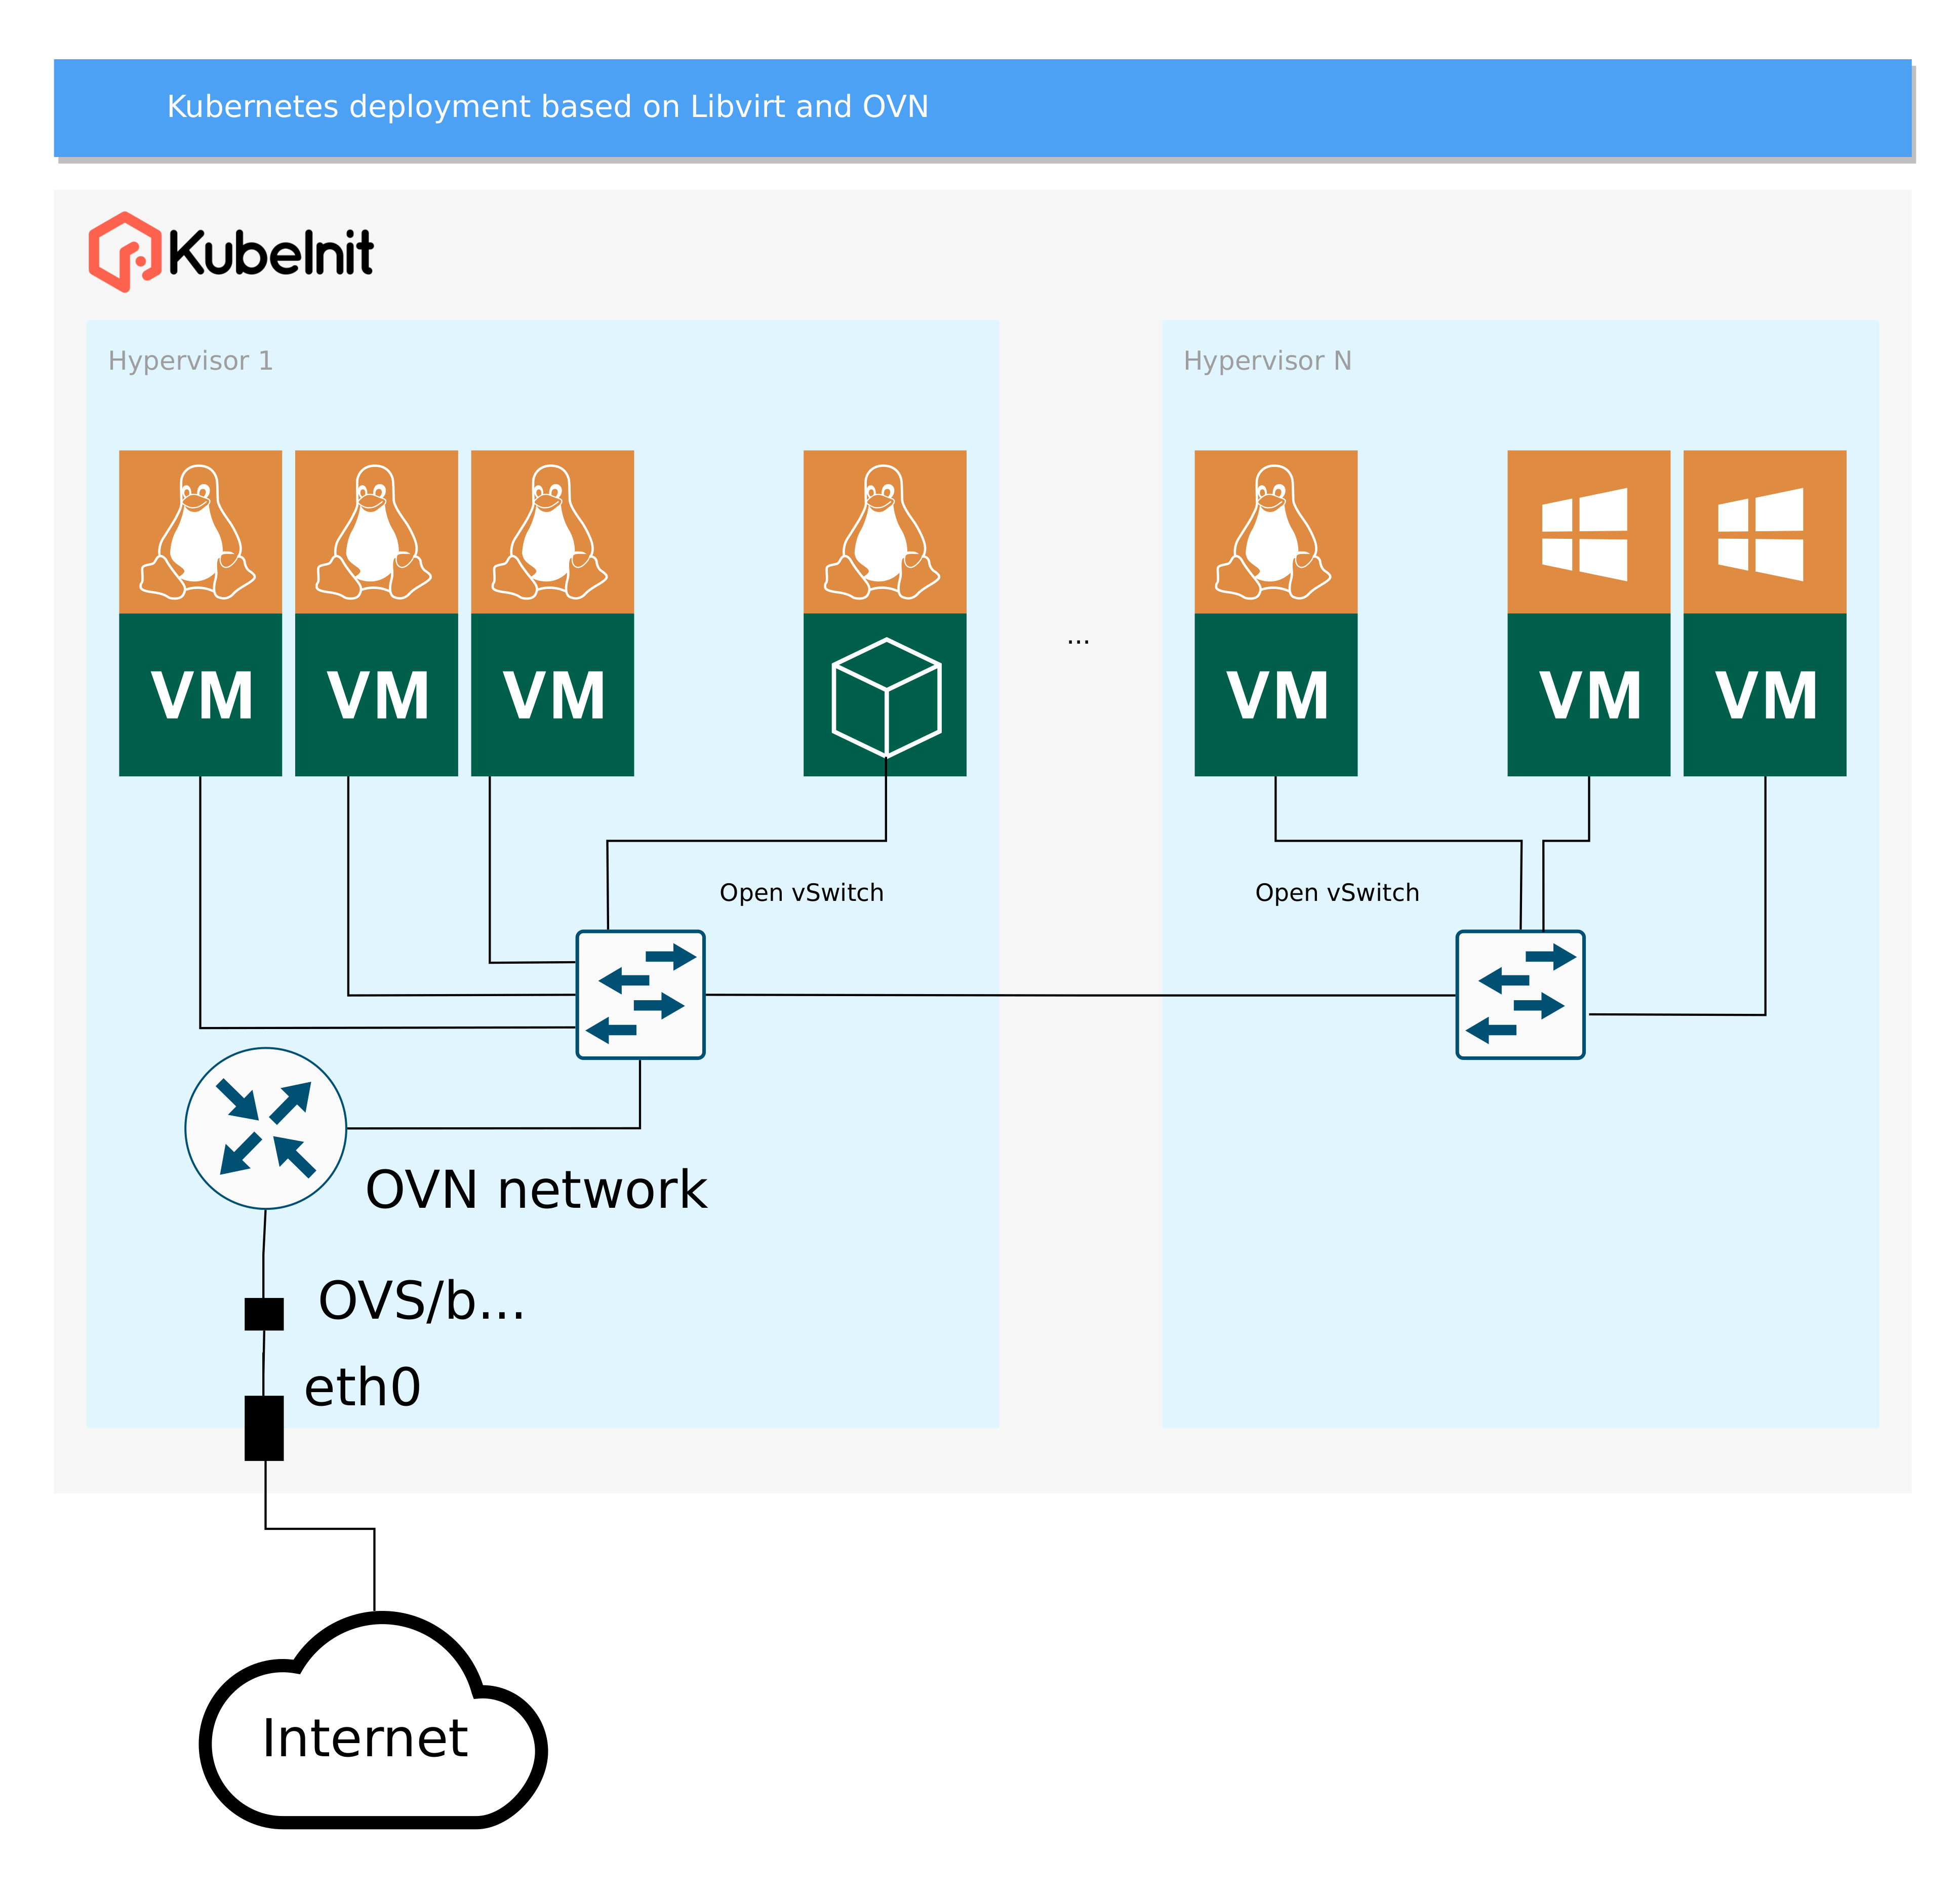 Kubernetes deployment based on Libvirt and OVN
KubeInit
Hypervisor 1
Hypervisor N
VM
VM
VM
...
VM
VM
VM
Open vSwitch
Open vSwitch
OVN network
OVS/b...
eth0
Internet